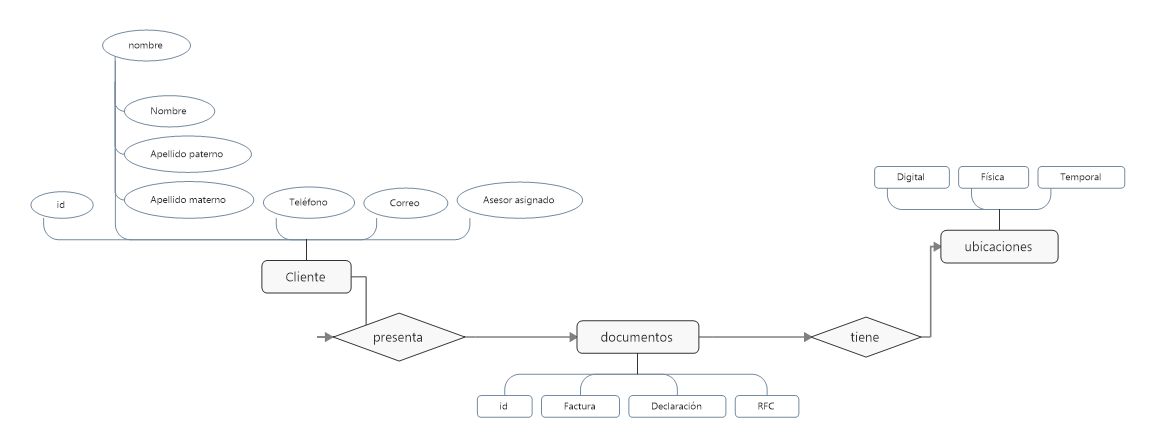 nombre
Nombre
Apellido paterno
Apellido materno
id
Teléfono
Correo
Asesor asignado
Digital
Física
Temporal
ubicaciones
Cliente
presenta
documentos
tiene
id
Factura
Declaración
RFC